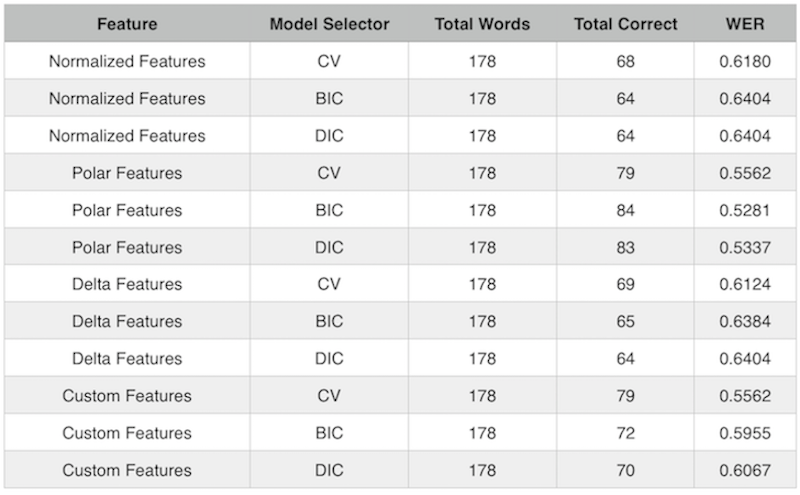 Feature Model Selector Total Words Total Correct WER
Normalized Features CV 178 68 0.6180
Normalized Features BIC 178 64 0.6404
Normalized Features DIC 178 64 0.6404
Polar Features CV 178 79 0.5562
Polar Features BIC 178 84 0.5281
Polar Features DIC 178 83 0.5337
Delta Features CV 178 69 0.6124
Delta Features BIC 178 65 0.6384
Delta Features DIC 178 64 0.6404
Custom Features CV 178 79 0.5562
Custom Features BIC 178 72 0.5955
Custom Features DIC 178 70 0.6067